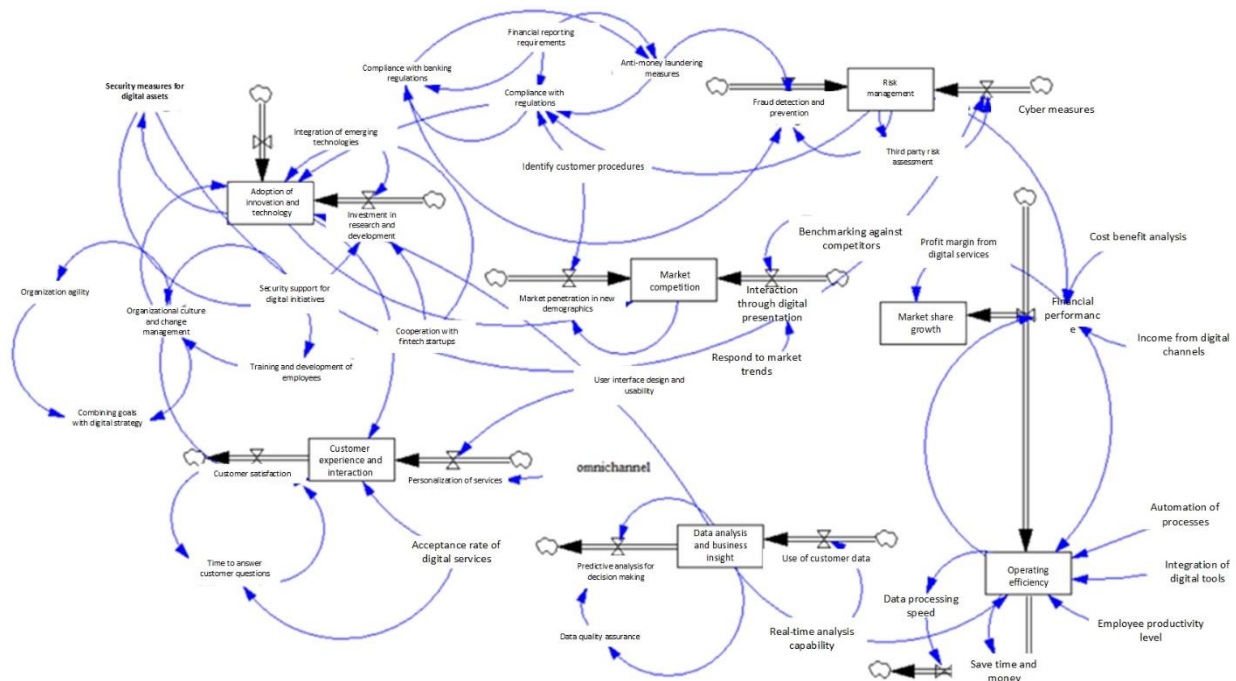 Financial reporting
requirements
Compliance with banking
regulations
Anti-money laundering
measures
Security measures for
digital assets
Compliance with
regulations
Risk
management
Fraud detection and
prevention
Cyber measures
Integration of emerging
technologies
Third party risk
assessment
Identify customer procedures
Adoption of
innovation and
technology
Investment in
research and
development
Benchmarking against
competitors
Profit margin from
digital services
Cost benefit analysis
Market
competition
Organization agility
Security support for
digital initiatives
Market penetration in new
demographics
Interaction
through digital
presentation
Financial
performanc
e
Organizational culture
and change
management
Cooperation with
fintech startups
Market share
growth
Income from digital
channels
Respond to market
trends
Training and development of
employees
User interface design and
usability
Combining goals
with digital strategy
Customer
experience and
interaction
Customer satisfaction
Personalization of services
omnichannel
Automation of
processes
Data analysis
and business
insight
Acceptance rate of
digital services
Time to answer
customer questions
Predictive analysis for
decision making
Use of customer data
Operating
efficiency
Integration of
digital tools
Data processing
speed
Employee productivity
level
Data quality assurance
Real-time analysis
capability
Save time and
money